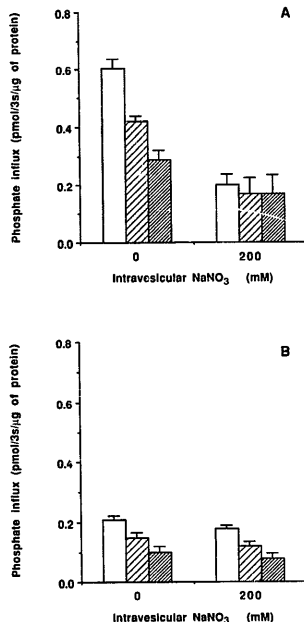 A
Phosphate influx (pmol/3s/µg of protein)
0.8
0.6
0.4
0.2
0.0
0
200
Intravesicular NaNO₃ (mM)
B
Phosphate influx (pmol/3s/µg of protein)
0.8
0.6
0.4
0.2
0.0
0
200
Intravesicular NaNO₃ (mM)